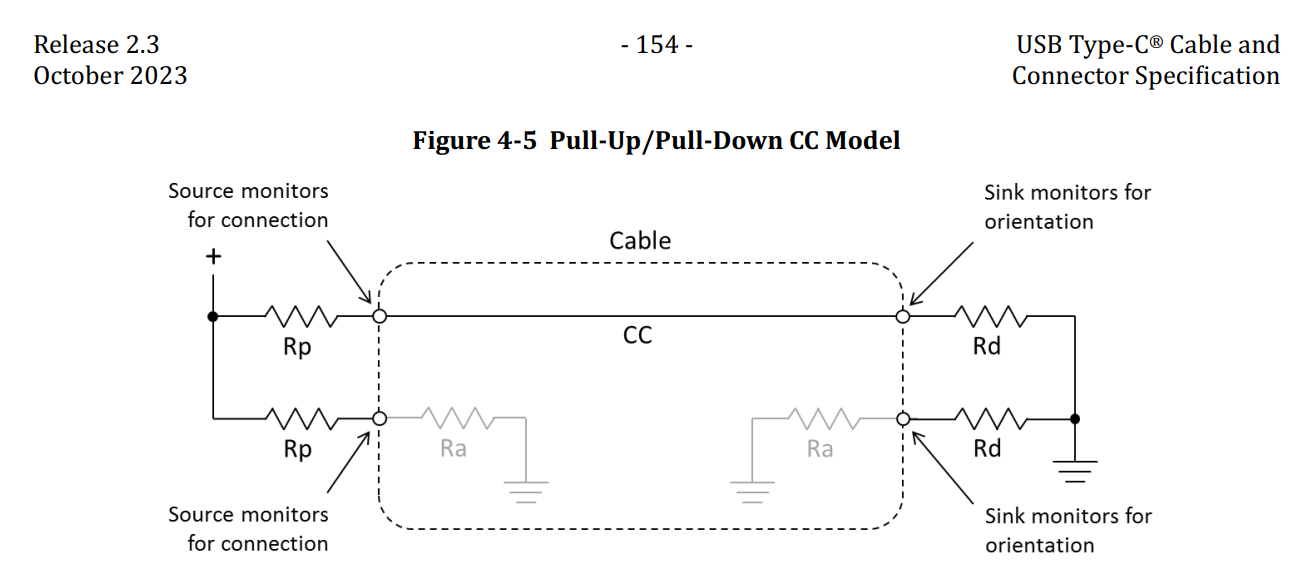 Release 2.3
October 2023
- 154 -
USB Type-C® Cable and
Connector Specification
Figure 4-5 Pull-Up/Pull-Down CC Model
Source monitors
for connection
Sink monitors for
orientation
Cable
+
CC
Rp
Rd
Rp
Ra
Ra
Rd
Source monitors
for connection
Sink monitors for
orientation